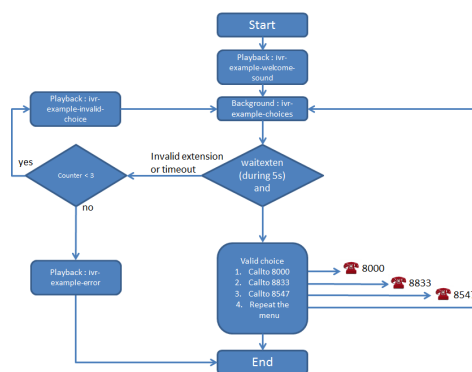 Start
Playback : ivr-
example-welcome-
sound
Playback : ivr-
example-invalid-
choice
Background : ivr-
example-choices
yes
Counter < 3
Invalid extension
or timeout
waitexten
(during 5s)
and
no
Playback : ivr-
example-error
Valid choice
1. Callto 8000
2. Callto 8833
3. Callto 8547
4. Repeat the
menu
8000
8833
8547
End